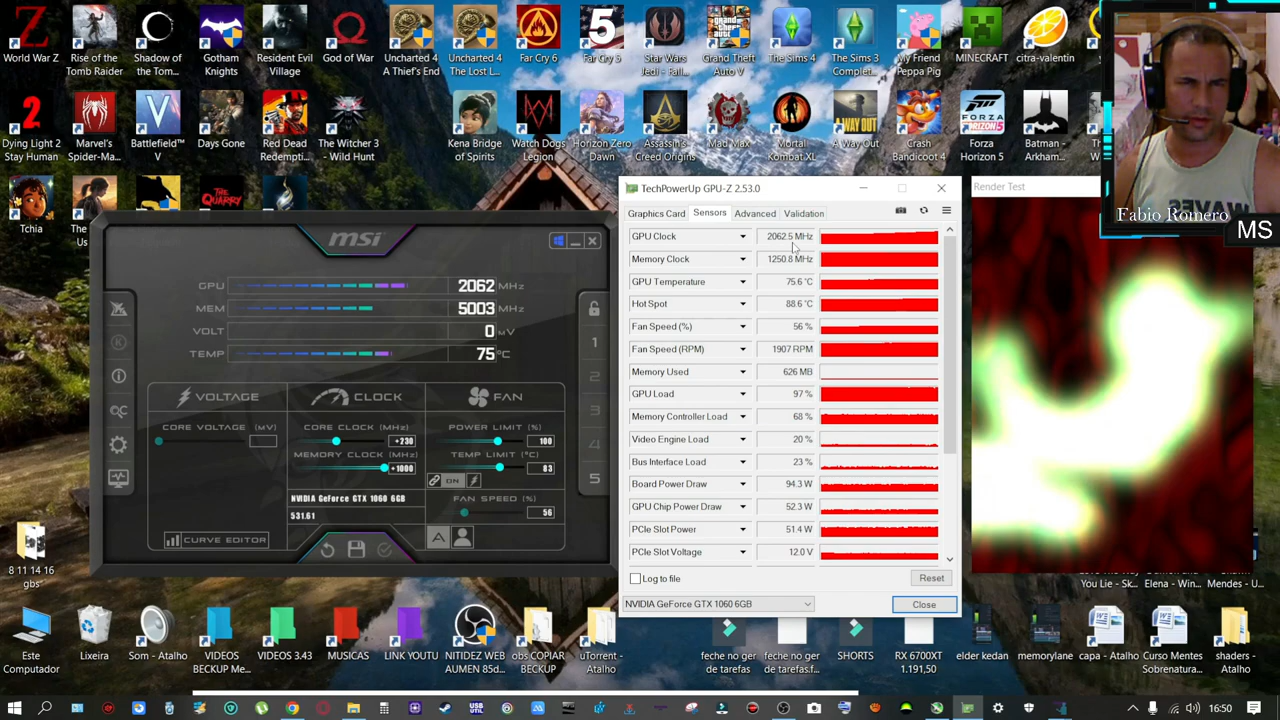 World War Z
Rise of the Tomb Raider
Shadow of the Tom...
Gotham Knights
Resident Evil Village
God of War
Uncharted 4 A Thief's End
Uncharted 4 The Lost L...
Far Cry 6
Far Cry 5
Star Wars Jedi - Fall...
Grand Theft Auto V
The Sims 4
The Sims 3 Complet...
My Friend Peppa Pig
MINECRAFT
citra-valentin
Dying Light 2 Stay Human
Marvel's Spider-Ma...
Battlefield™ V
Days Gone
Red Dead Redempti...
The Witcher 3 - Wild Hunt
Kena Bridge of Spirits
Watch Dogs Legion
Horizon Zero Dawn
Assassin's Creed Origins
Mad Max
Mortal Kombat XL
A Way Out
Crash Bandicoot 4
Forza Horizon 5
Batman - Arkham...
Tchia
THE QUARRY
Fabio Romero
MS
msi
GPU 2062 MHz
MEM 5003 MHz
VOLT 0 MV
TEMP 75 °C
VOLTAGE
CLOCK
FAN
CORE VOLTAGE (MV)
CORE CLOCK (MHz)
+230
MEMORY CLOCK (MHz)
+1000
POWER LIMIT (%)
100
TEMP LIMIT (°C)
83
ON
NVIDIA GeForce GTX 1060 6GB
531.61
FAN SPEED (%)
56
CURVE EDITOR
A
OC
K
1
2
3
4
5
TechPowerUp GPU-Z 2.53.0
Graphics Card Sensors Advanced Validation
GPU Clock 2062.5 MHz
Memory Clock 1250.8 MHz
GPU Temperature 75.6 °C
Hot Spot 88.6 °C
Fan Speed (%) 56 %
Fan Speed (RPM) 1907 RPM
Memory Used 626 MB
GPU Load 97 %
Memory Controller Load 68 %
Video Engine Load 20 %
Bus Interface Load 23 %
Board Power Draw 94.3 W
GPU Chip Power Draw 52.3 W
PCIe Slot Power 51.4 W
PCIe Slot Voltage 12.0 V
Log to file
Reset
NVIDIA GeForce GTX 1060 6GB
Close
Render Test
8 11 14 16 gbs
You Lie - Sk...
Elena - Win...
Mendes - U...
Este Computador
Lixeira
Som - Atalho
VIDEOS BECKUP Me...
VIDEOS 3.43
MUSICAS
LINK YOUTU
NITIDEZ WEB AUMEN 85d...
obs COPIAR BECKUP
uTorrent - Atalho
feche no ger de tarefas
feche no ger de tarefas.f...
SHORTS
RX 6700XT 1.191,50
elder kedan
memorylane
capa - Atalho
Curso Mentes Sobrenatura...
shaders - Atalho
USB UTIL
16:50